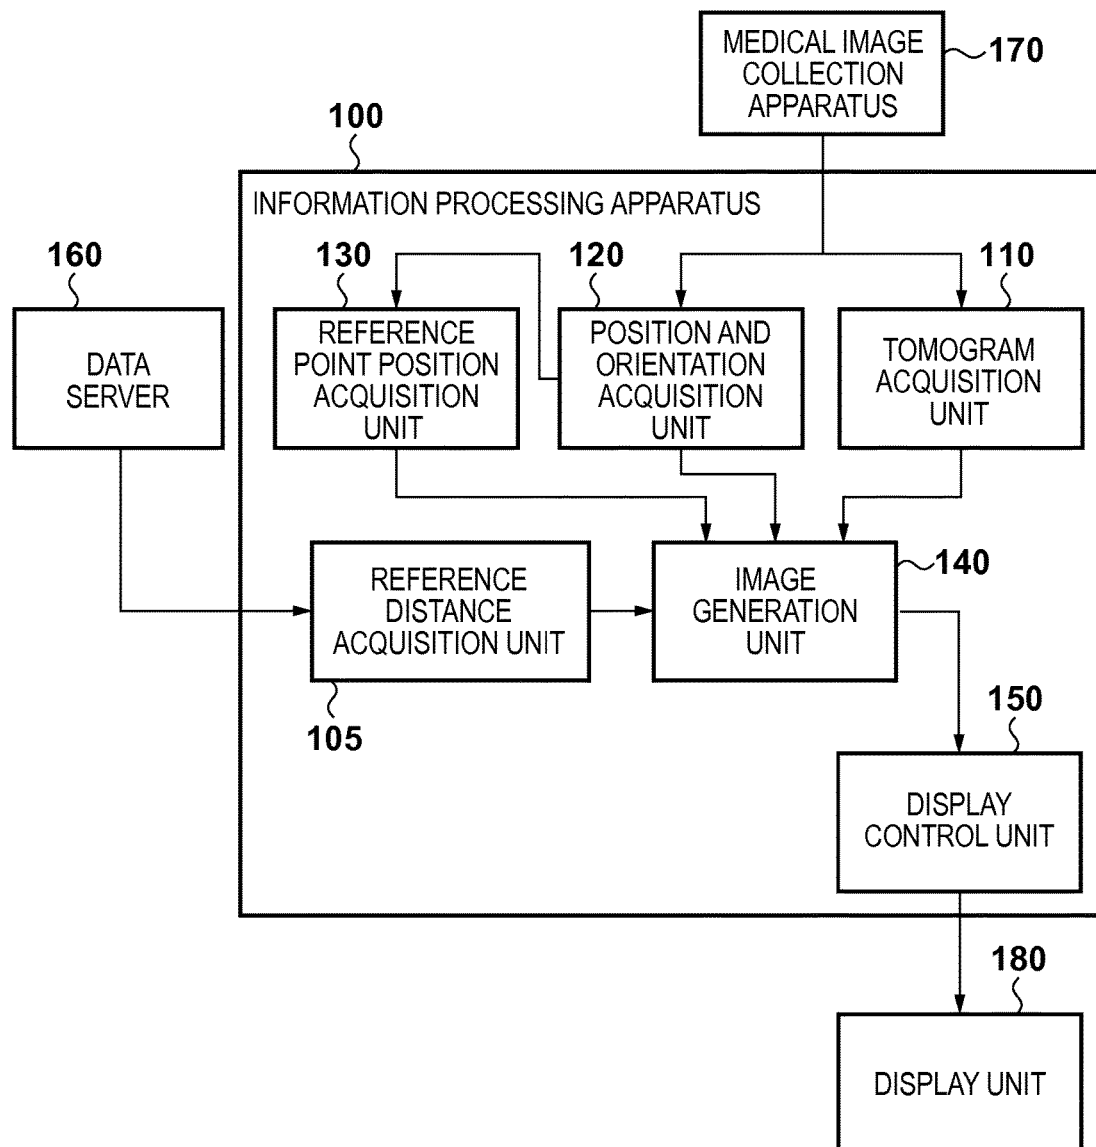 MEDICAL IMAGE
COLLECTION
APPARATUS
170
100
INFORMATION PROCESSING APPARATUS
160
130
120
110
DATA
SERVER
REFERENCE
POINT POSITION
ACQUISITION
UNIT
POSITION AND
ORIENTATION
ACQUISITION
UNIT
TOMOGRAM
ACQUISITION
UNIT
REFERENCE
DISTANCE
ACQUISITION UNIT
105
IMAGE
GENERATION
UNIT
140
150
DISPLAY
CONTROL UNIT
180
DISPLAY UNIT